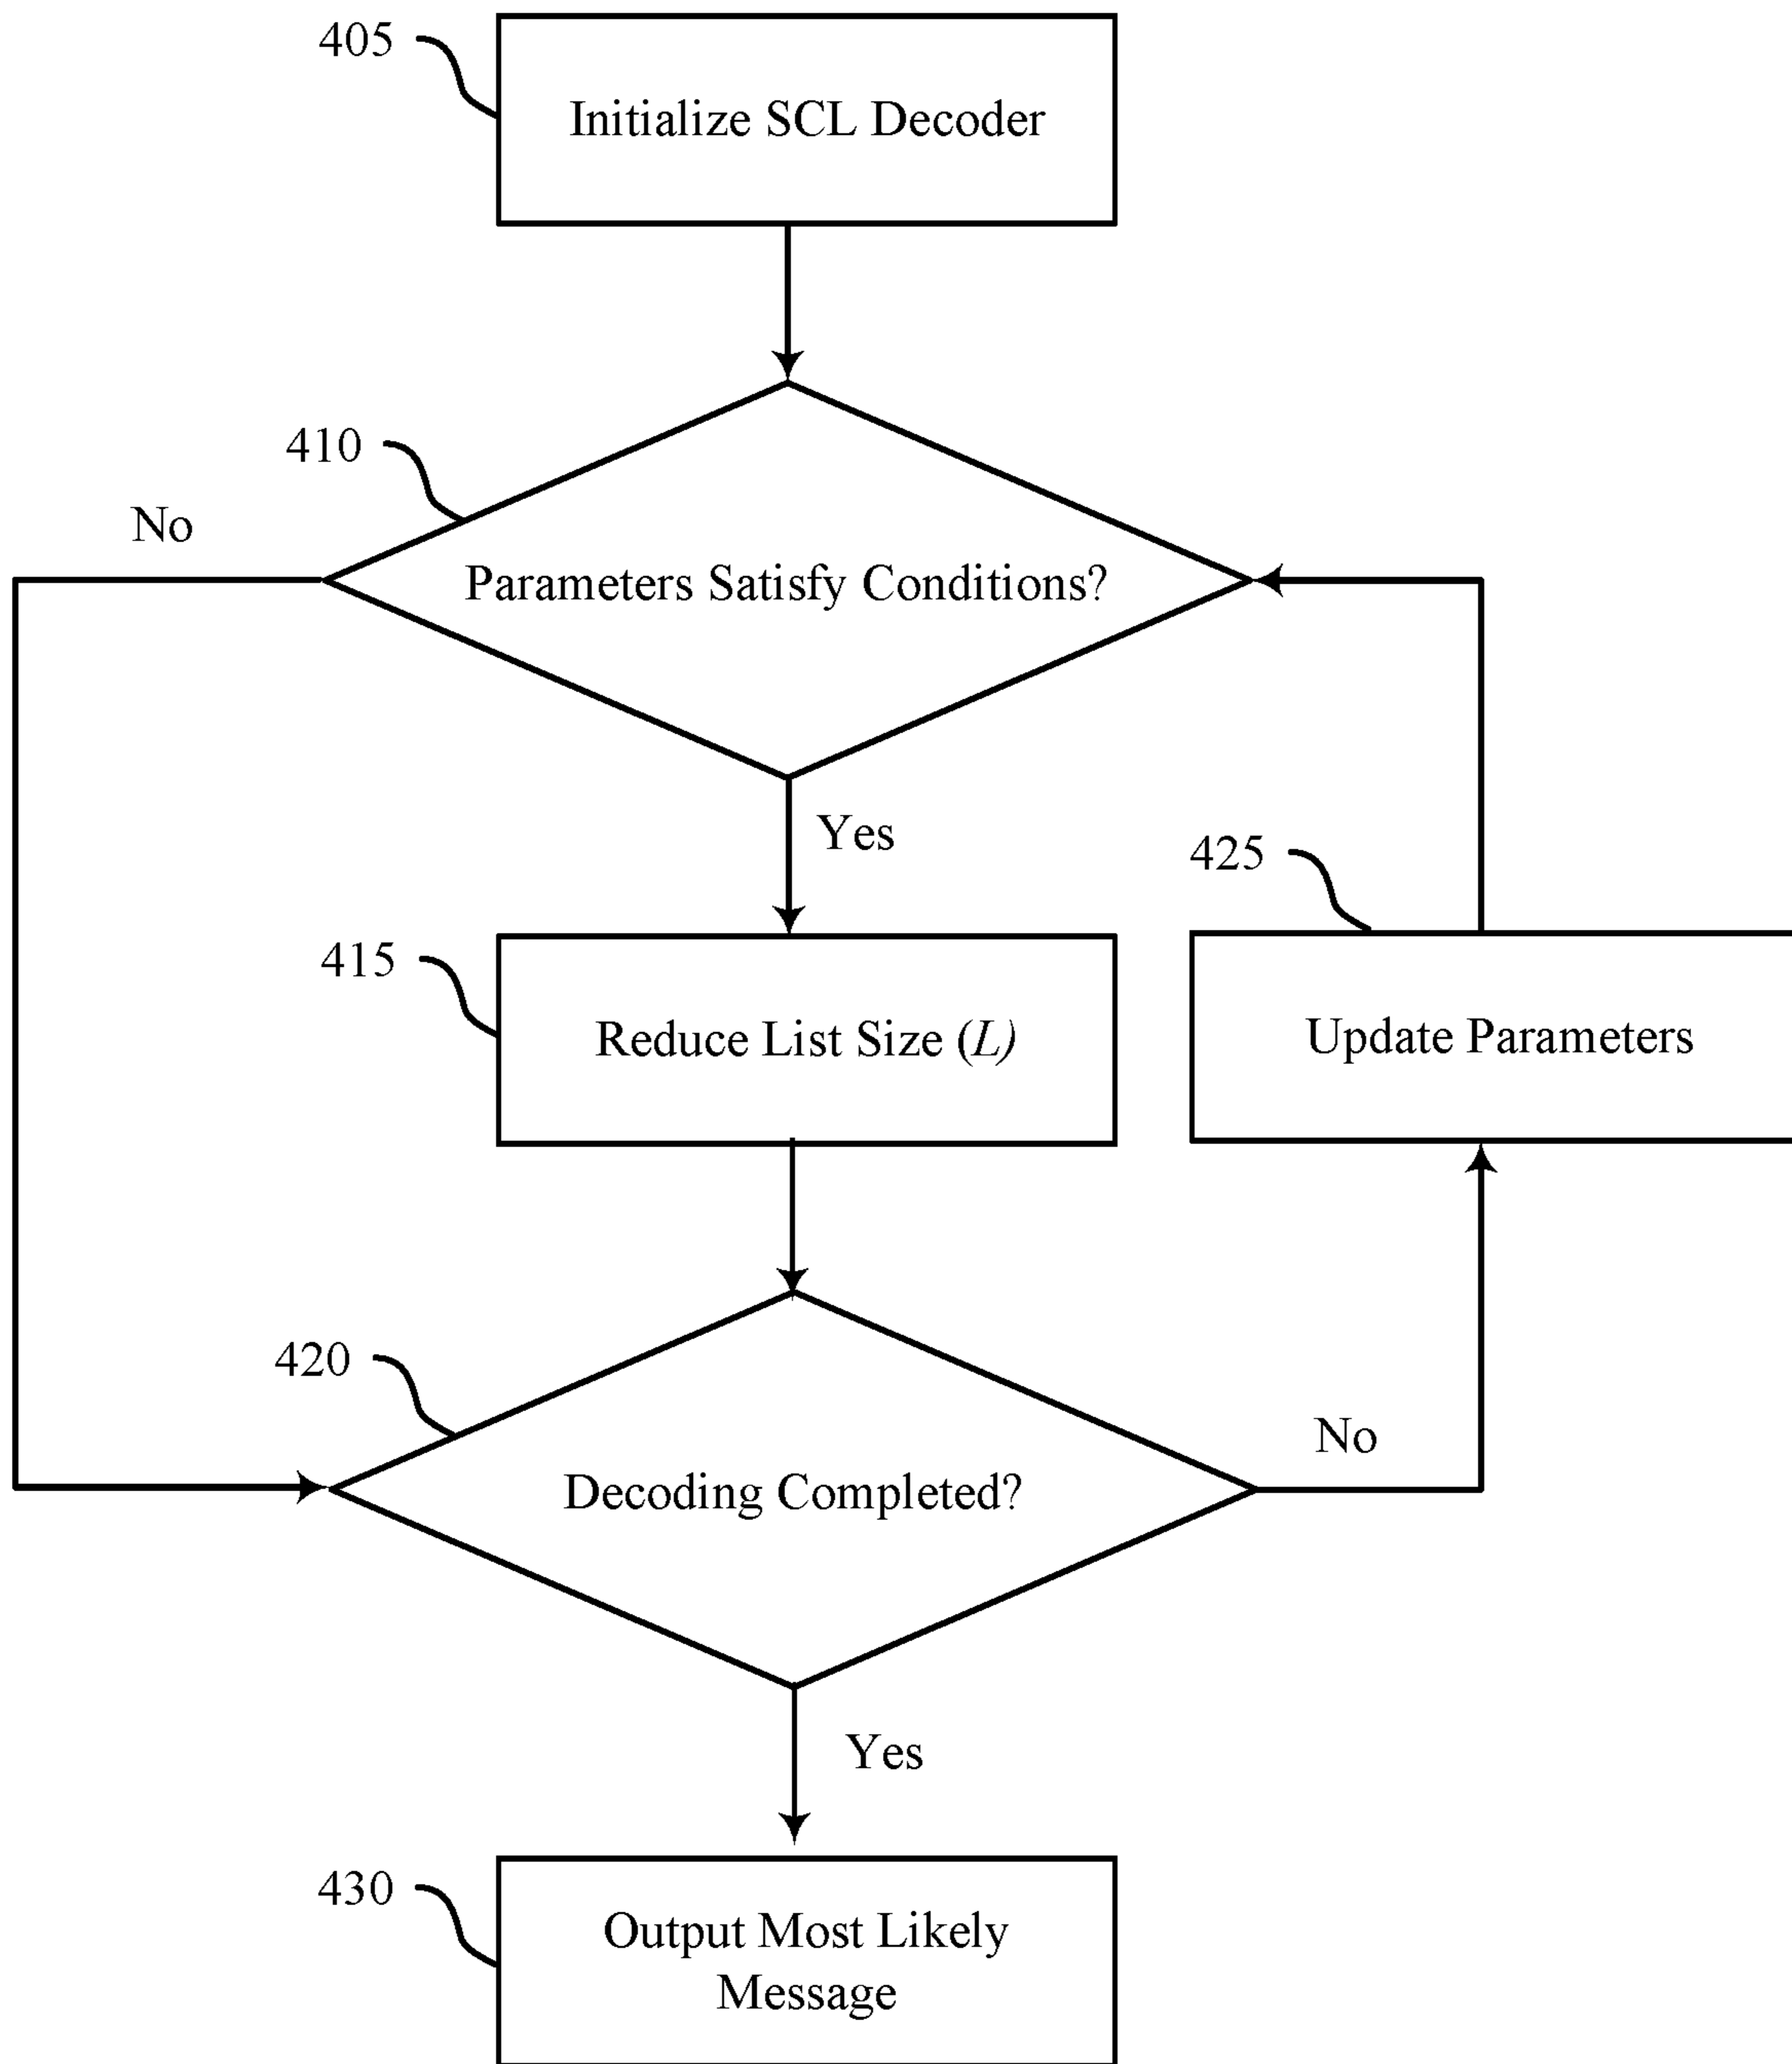 405
Initialize SCL Decoder
410
No
Parameters Satisfy Conditions?
Yes
425
415
Reduce List Size (L)
Update Parameters
420
No
Decoding Completed?
Yes
430
Output Most Likely
Message